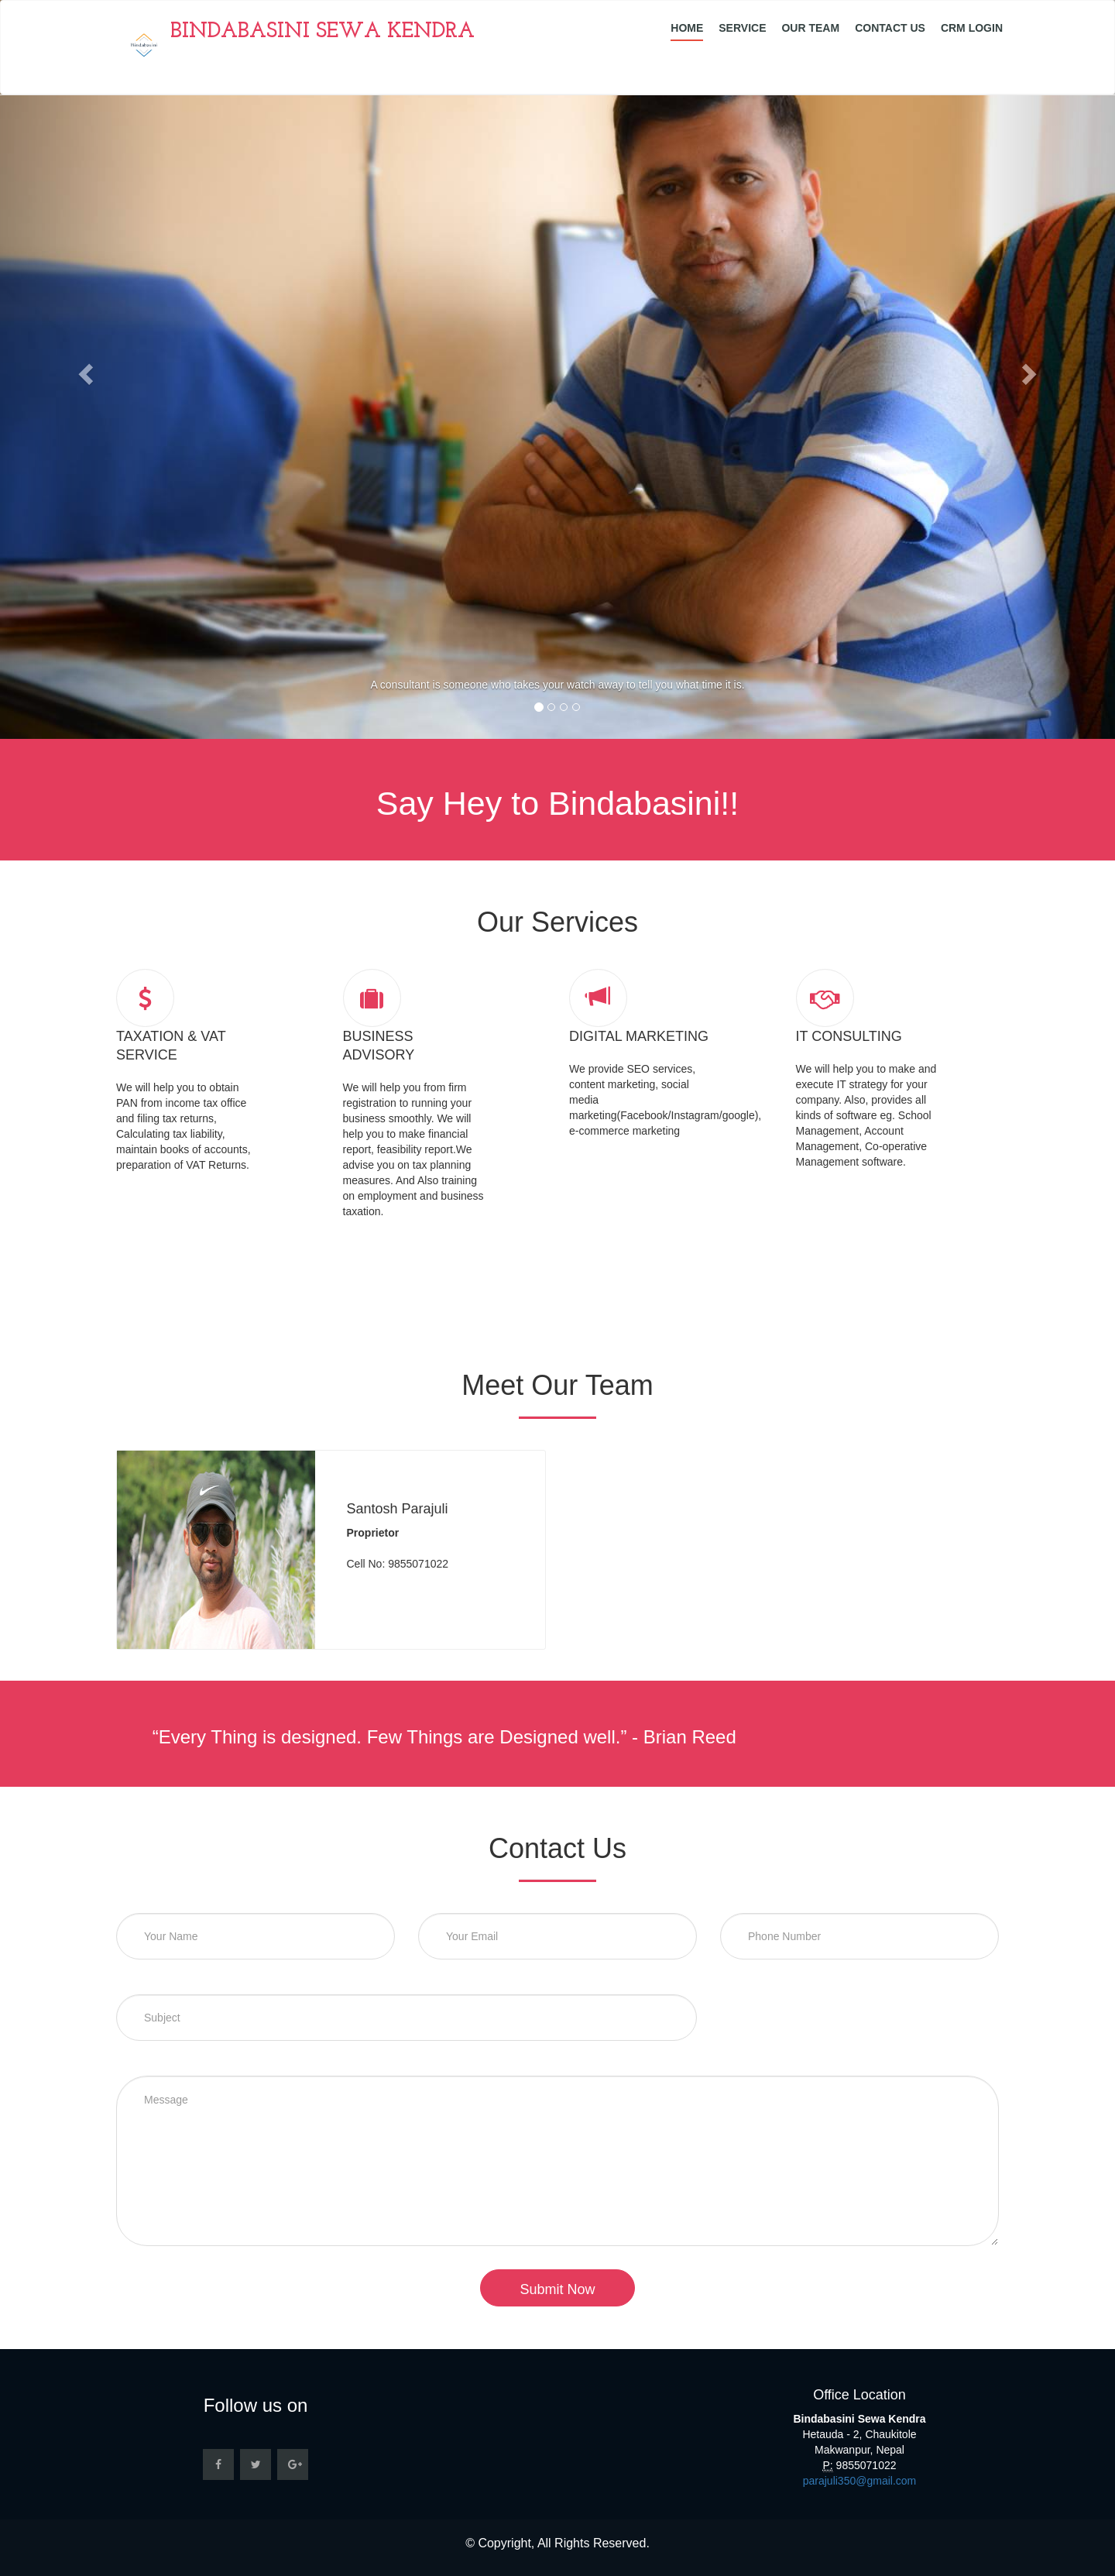 Bindabasini
BINDABASINI SEWA KENDRA
HOME SERVICE OUR TEAM CONTACT US CRM LOGIN
A consultant is someone who takes your watch away to tell you what time it is.
Say Hey to Bindabasini!!
Our Services
TAXATION & VAT
SERVICE
We will help you to obtain
PAN from income tax office
and filing tax returns,
Calculating tax liability,
maintain books of accounts,
preparation of VAT Returns.
BUSINESS
ADVISORY
We will help you from firm
registration to running your
business smoothly. We will
help you to make financial
report, feasibility report.We
advise you on tax planning
measures. And Also training
on employment and business
taxation.
DIGITAL MARKETING
We provide SEO services,
content marketing, social
media
marketing(Facebook/Instagram/google),
e-commerce marketing
IT CONSULTING
We will help you to make and
execute IT strategy for your
company. Also, provides all
kinds of software eg. School
Management, Account
Management, Co-operative
Management software.
Meet Our Team
Santosh Parajuli
Proprietor
Cell No: 9855071022
“Every Thing is designed. Few Things are Designed well.” - Brian Reed
Contact Us
Your Name
Your Email
Phone Number
Subject
Message
Submit Now
Follow us on
Office Location
Bindabasini Sewa Kendra
Hetauda - 2, Chaukitole
Makwanpur, Nepal
P: 9855071022
parajuli350@gmail.com
© Copyright, All Rights Reserved.